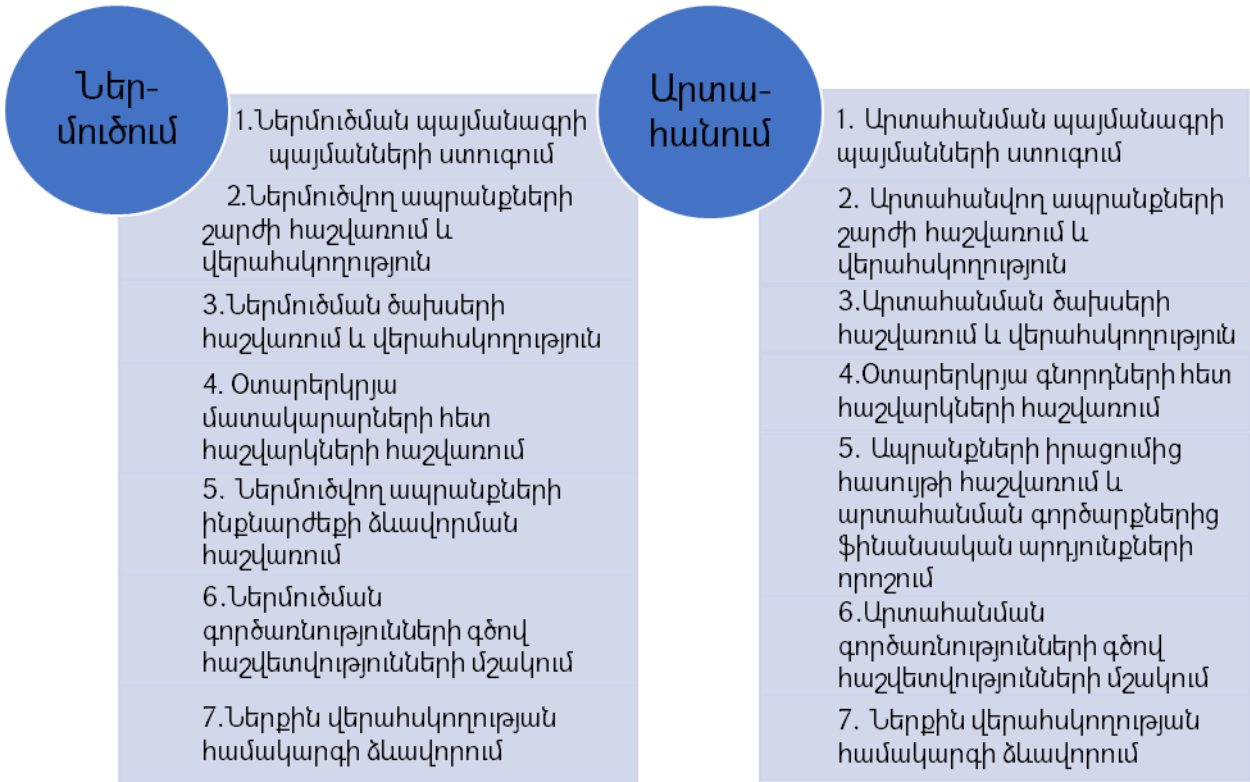 Ներ-
մուծում
1.Ներմուծման պայմանագրի
պայմանների ստուգում
2.Ներմուծվող ապրանքների
շարժի հաշվառում և
վերահսկողություն
3.Ներմուծման ծախսերի
հաշվառում և վերահսկողություն
4. Օտարերկրյա
մատակարարների հետ
հաշվարկների հաշվառում
5. Ներմուծվող ապրանքների
ինքնարժեքի ձևավորման
հաշվառում
6.Ներմուծման
գործառնությունների գծով
հաշվետվությունների մշակում
7.Ներքին վերահսկողության
համակարգի ձևավորում
Արտա-
հանում
1. Արտահանման պայմանագրի
պայմանների ստուգում
2. Արտահանվող ապրանքների
շարժի հաշվառում և
վերահսկողություն
3.Արտահանման ծախսերի
հաշվառում և վերահսկողություն
4.Օտարերկրյա գնորդների հետ
հաշվարկների հաշվառում
5. Ապրանքների իրացումից
հասույթի հաշվառում և
արտահանման գործարքներից
ֆինանսական արդյունքների
որոշում
6.Արտահանման
գործառնությունների գծով
հաշվետվությունների մշակում
7. Ներքին վերահսկողության
համակարգի ձևավորում